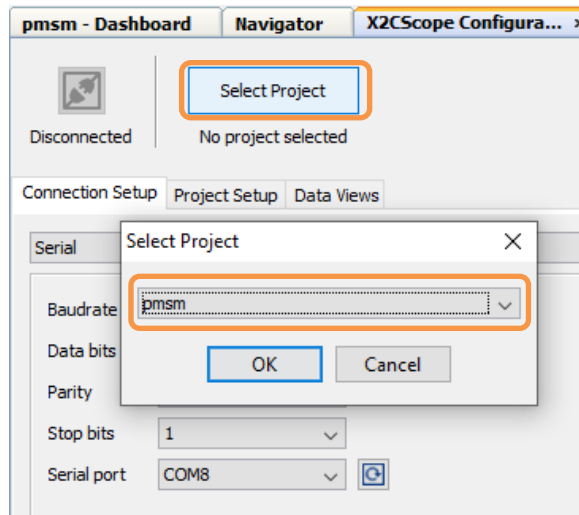 pmsm - Dashboard Navigator X2CScope Configura...
Select Project
Disconnected No project selected
Connection Setup Project Setup Data Views
Serial
Select Project
pmsm
OK Cancel
Baudrate
Data bits
Parity
Stop bits 1
Serial port COM8